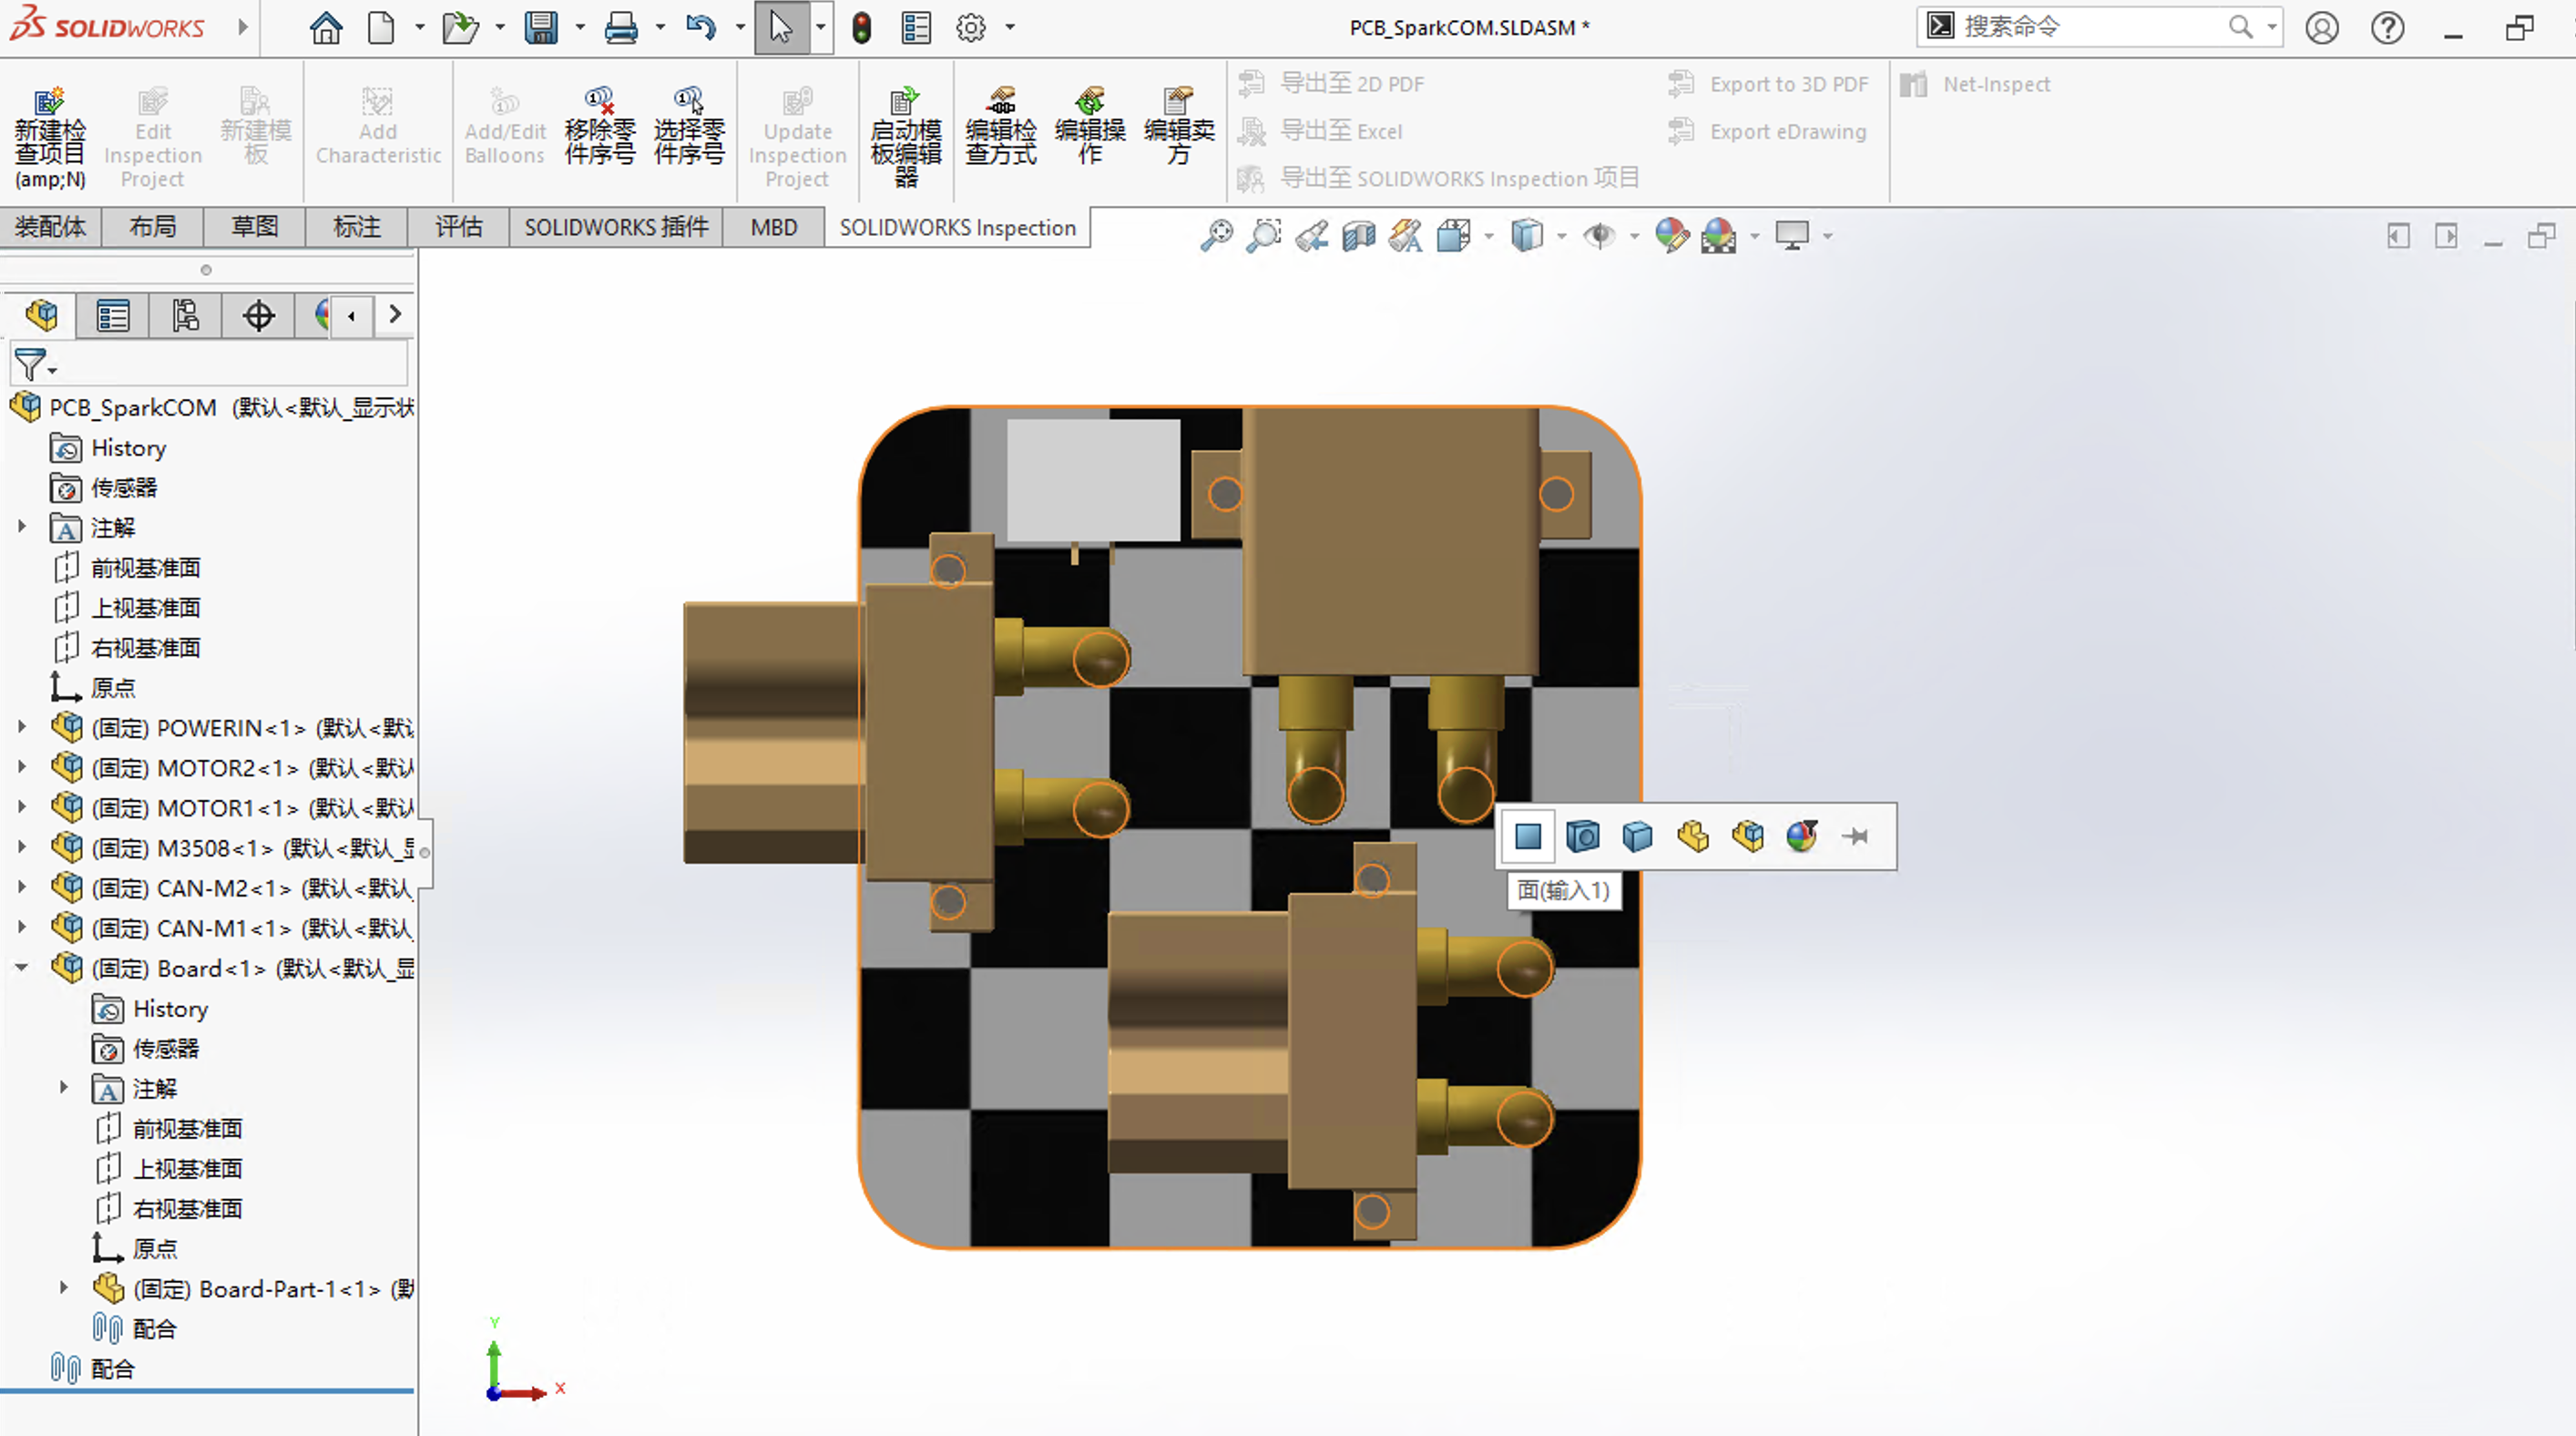 SOLIDWORKS
PCB_SparkCOM.SLDASM *
搜索命令
新建检
查项目
(amp;N)
Edit
Inspection
Project
新建模
板
Add
Characteristic
Add/Edit
Balloons
移除零
件序号
选择零
件序号
Update
Inspection
Project
启动模
板编辑
器
编辑检
查方式
编辑操
作
编辑卖
方
导出至 2D PDF
导出至 Excel
导出至 SOLIDWORKS Inspection 项目
Export to 3D PDF
Export eDrawing
Net-Inspect
装配体
布局
草图
标注
评估
SOLIDWORKS 插件
MBD
SOLIDWORKS Inspection
PCB_SparkCOM (默认<默认_显示状
History
传感器
注解
前视基准面
上视基准面
右视基准面
原点
(固定) POWERIN<1> (默认<默认
(固定) MOTOR2<1> (默认<默认
(固定) MOTOR1<1> (默认<默认
(固定) M3508<1> (默认<默认_显
(固定) CAN-M2<1> (默认<默认_
(固定) CAN-M1<1> (默认<默认_
(固定) Board<1> (默认<默认_显
History
传感器
注解
前视基准面
上视基准面
右视基准面
原点
(固定) Board-Part-1<1> (默
配合
配合
面(输入1)
Y
X